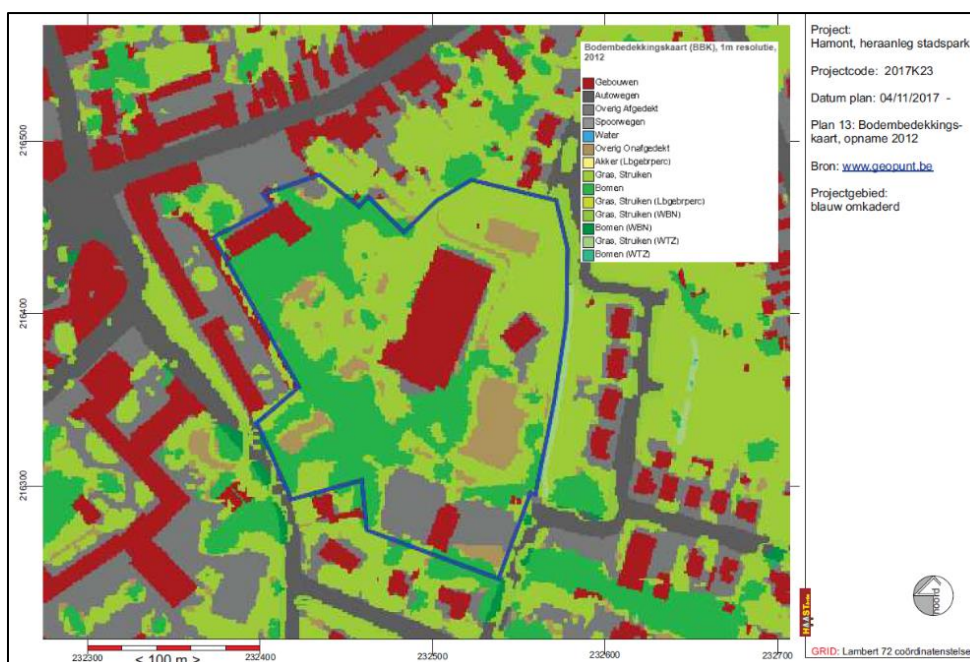 Bodembedekkingskaart (BBK), 1m resolutie,
2012
Gebouwen
Autowegen
Overig Afgedekt
Spoorwegen
Water
Overig Onafgedekt
Akker (Lbgebrperc)
Gras, Struiken
Bomen
Gras, Struiken (Lbgebrperc)
Gras, Struiken (WBN)
Bomen (WBN)
Gras, Struiken (WTZ)
Bomen (WTZ)
216500
216400
216300
232300
< 100 m >
232400
232500
232600
232700
Project:
Hamont, heraanleg stadspark
Projectcode: 2017K23
Datum plan: 04/11/2017 -
Plan 13: Bodembedekkings-
kaart, opname 2012
Bron: www.geopunt.be
Projectgebied:
blauw omkaderd
noord
HAAST
GRID: Lambert 72 coördinatenstelse